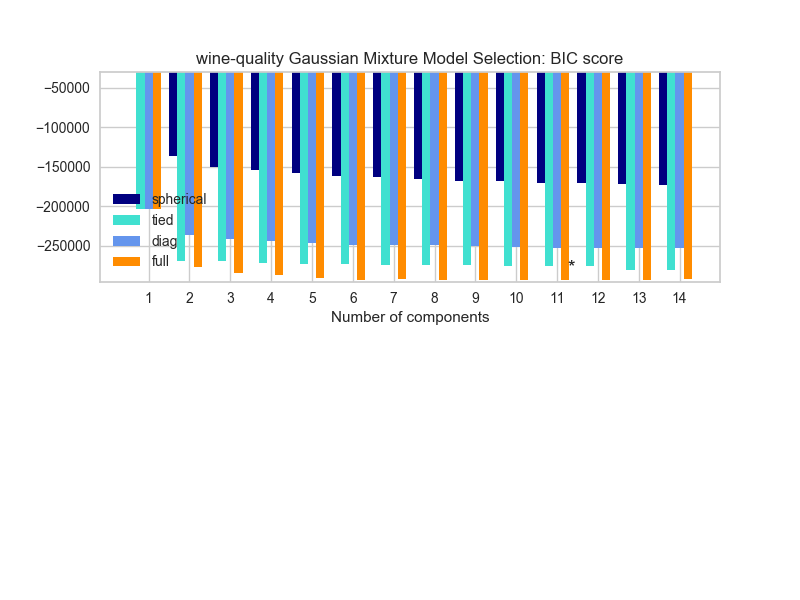 wine-quality Gaussian Mixture Model Selection: BIC score
−50000
−100000
−150000
−200000
−250000
spherical
tied
diag
full
*
1 2 3 4 5 6 7 8 9 10 11 12 13 14
Number of components